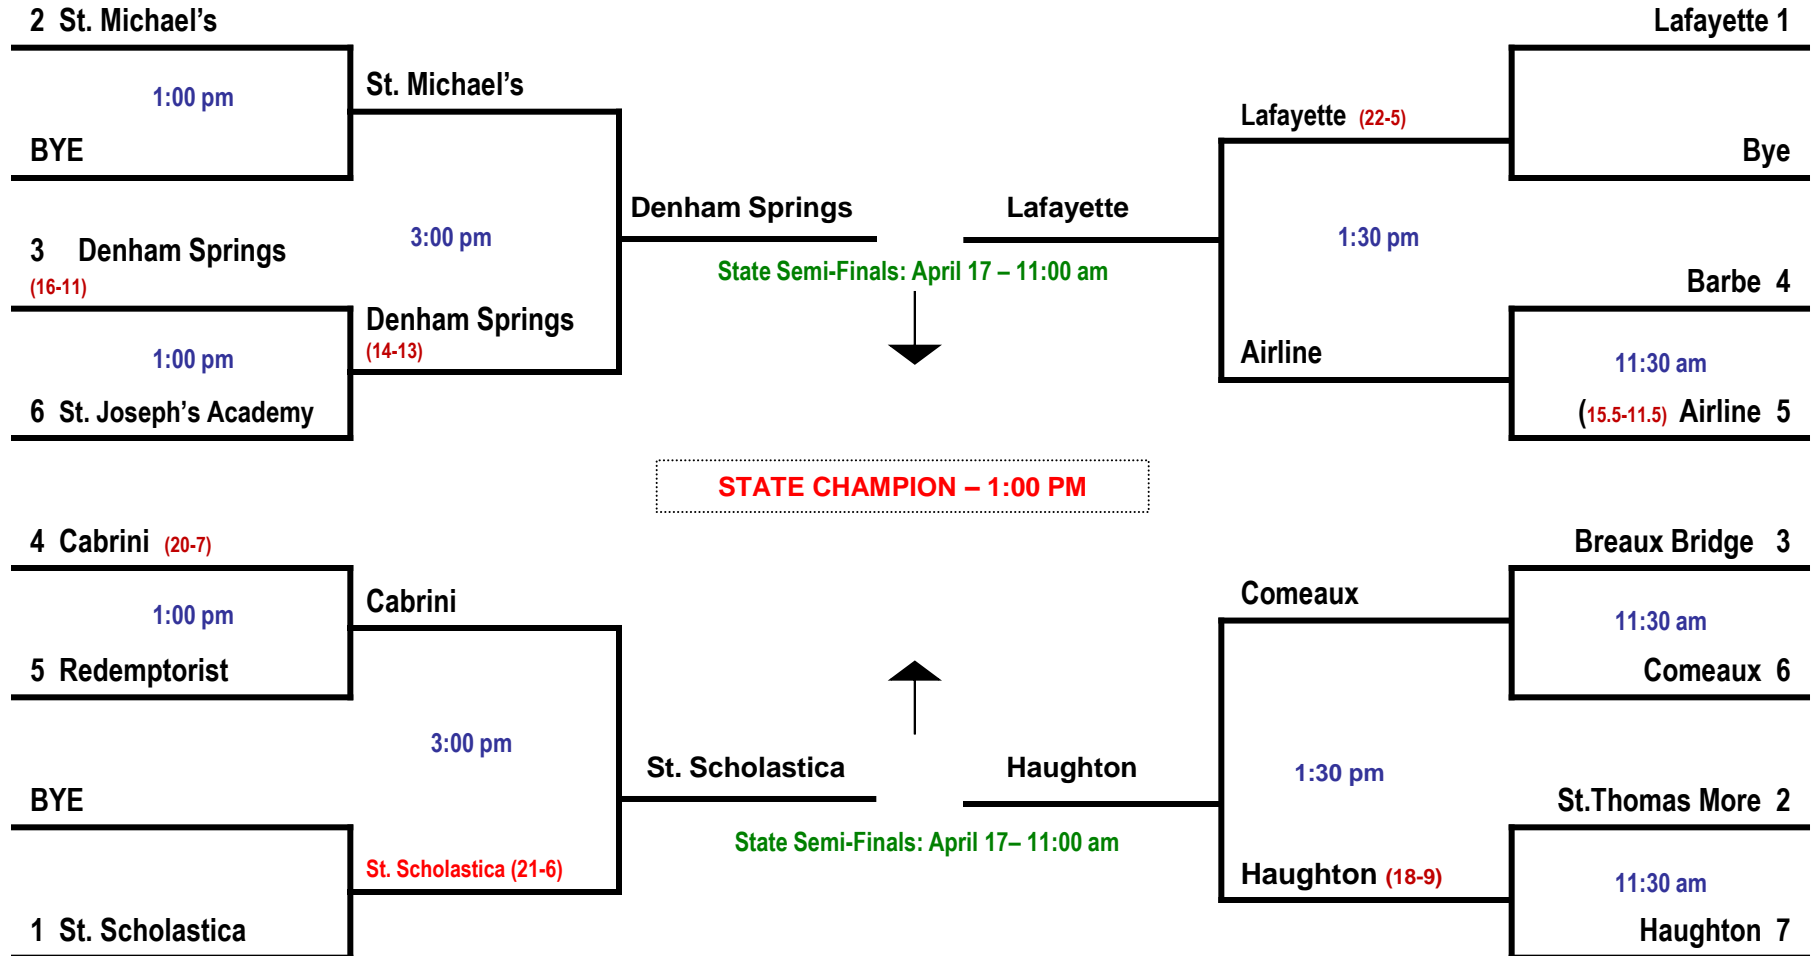 2 St. Michael’s
Lafayette 1
1:00 pm
St. Michael’s
Lafayette (22-5)
BYE
Bye
Denham Springs
Lafayette
3 Denham Springs
(16-11)
3:00 pm
1:30 pm
State Semi-Finals: April 17 – 11:00 am
Barbe 4
Denham Springs
(14-13)
1:00 pm
Airline
11:30 am
6 St. Joseph’s Academy
(15.5-11.5) Airline 5
STATE CHAMPION – 1:00 PM
4 Cabrini (20-7)
Breaux Bridge 3
Cabrini
Comeaux
1:00 pm
11:30 am
5 Redemptorist
Comeaux 6
3:00 pm
St. Scholastica
Haughton
1:30 pm
BYE
St.Thomas More 2
State Semi-Finals: April 17– 11:00 am
St. Scholastica (21-6)
Haughton (18-9)
11:30 am
1 St. Scholastica
Haughton 7